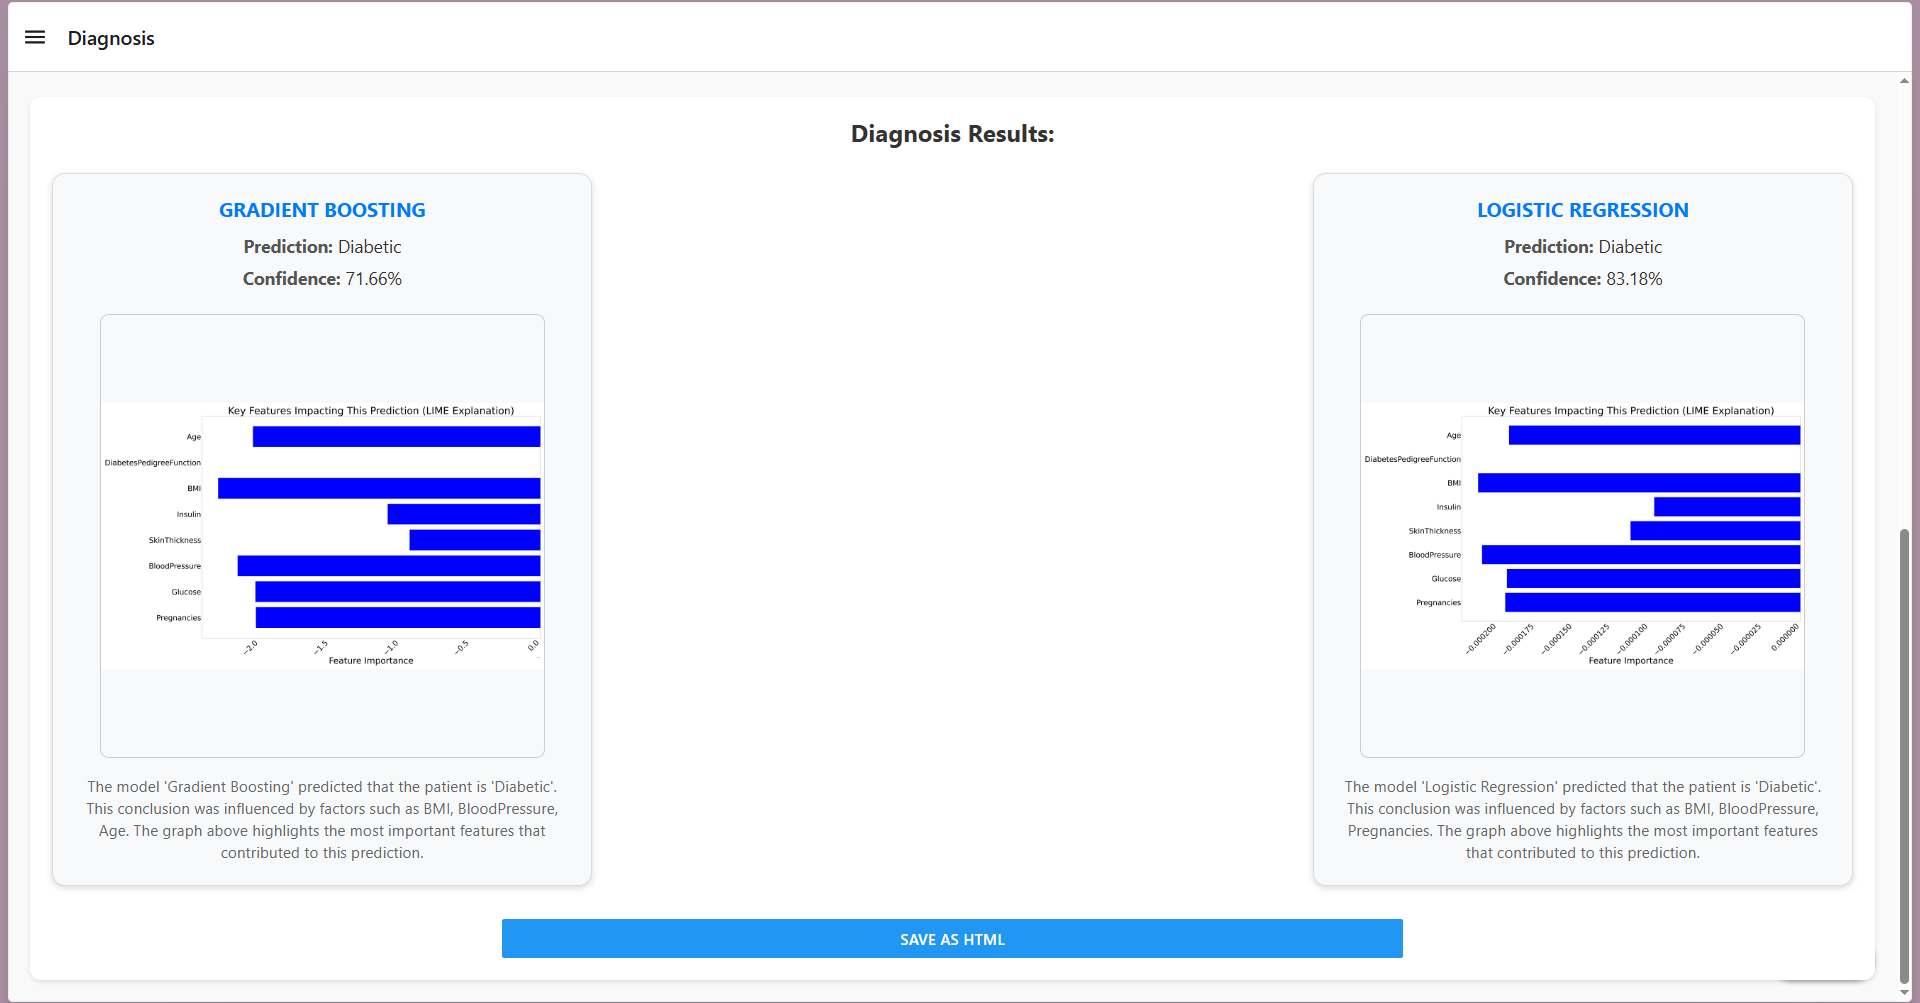 Diagnosis
Diagnosis Results:
GRADIENT BOOSTING
Prediction: Diabetic
Confidence: 71.66%
Key Features Impacting This Prediction (LIME Explanation)
Age
DiabetesPedigreeFunction
BMI
Insulin
SkinThickness
BloodPressure
Glucose
Pregnancies
−2.0
−1.5
−1.0
−0.5
0.0
Feature Importance
The model 'Gradient Boosting' predicted that the patient is 'Diabetic'.
This conclusion was influenced by factors such as BMI, BloodPressure,
Age. The graph above highlights the most important features that
contributed to this prediction.
LOGISTIC REGRESSION
Prediction: Diabetic
Confidence: 83.18%
Key Features Impacting This Prediction (LIME Explanation)
Age
DiabetesPedigreeFunction
BMI
Insulin
SkinThickness
BloodPressure
Glucose
Pregnancies
−0.000200
−0.000175
−0.000150
−0.000125
−0.000100
−0.000075
−0.000050
−0.000025
0.000000
Feature Importance
The model 'Logistic Regression' predicted that the patient is 'Diabetic'.
This conclusion was influenced by factors such as BMI, BloodPressure,
Pregnancies. The graph above highlights the most important features
that contributed to this prediction.
SAVE AS HTML